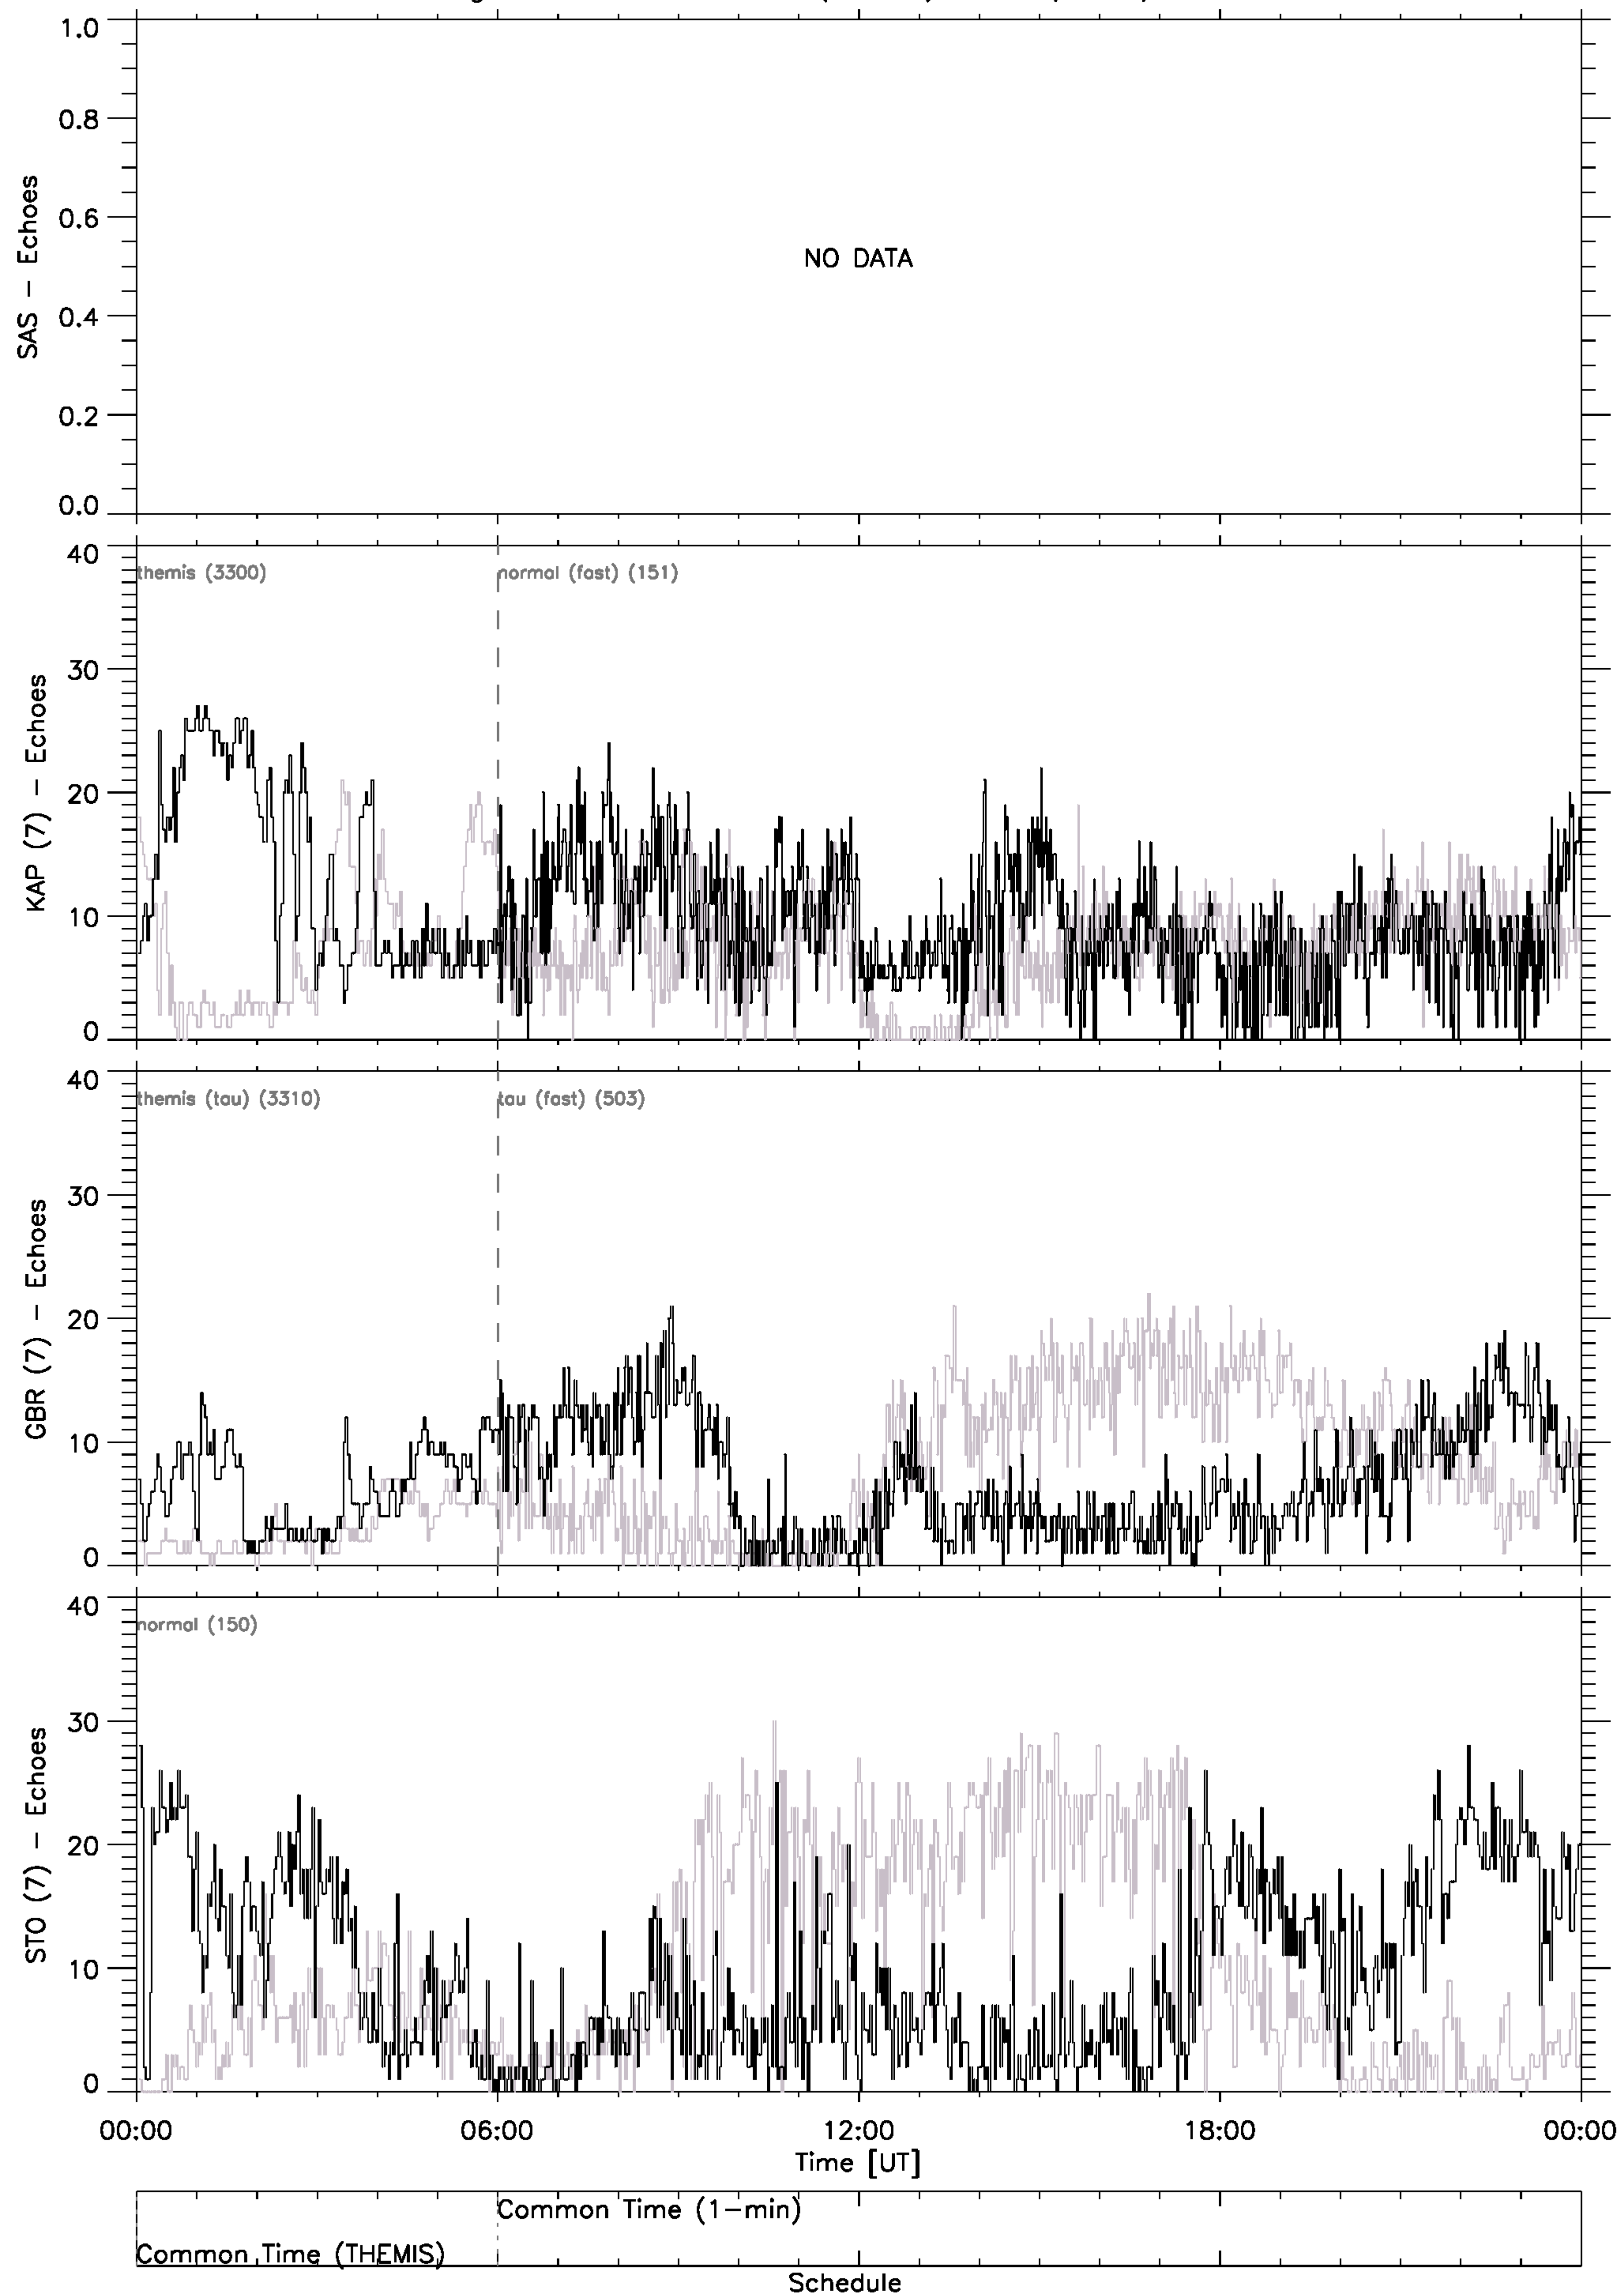 1.0
0.8
0.6
0.4
0.2
0.0
SAS - Echoes
NO DATA
40
30
20
10
0
KAP (7) - Echoes
themis (3300)
normal (fast) (151)
40
30
20
10
0
GBR (7) - Echoes
themis (tau) (3310)
tau (fast) (503)
40
30
20
10
0
STO (7) - Echoes
normal (150)
00:00 06:00 12:00 18:00 00:00
Time [UT]
Common Time (1-min)
Common Time (THEMIS)
Schedule